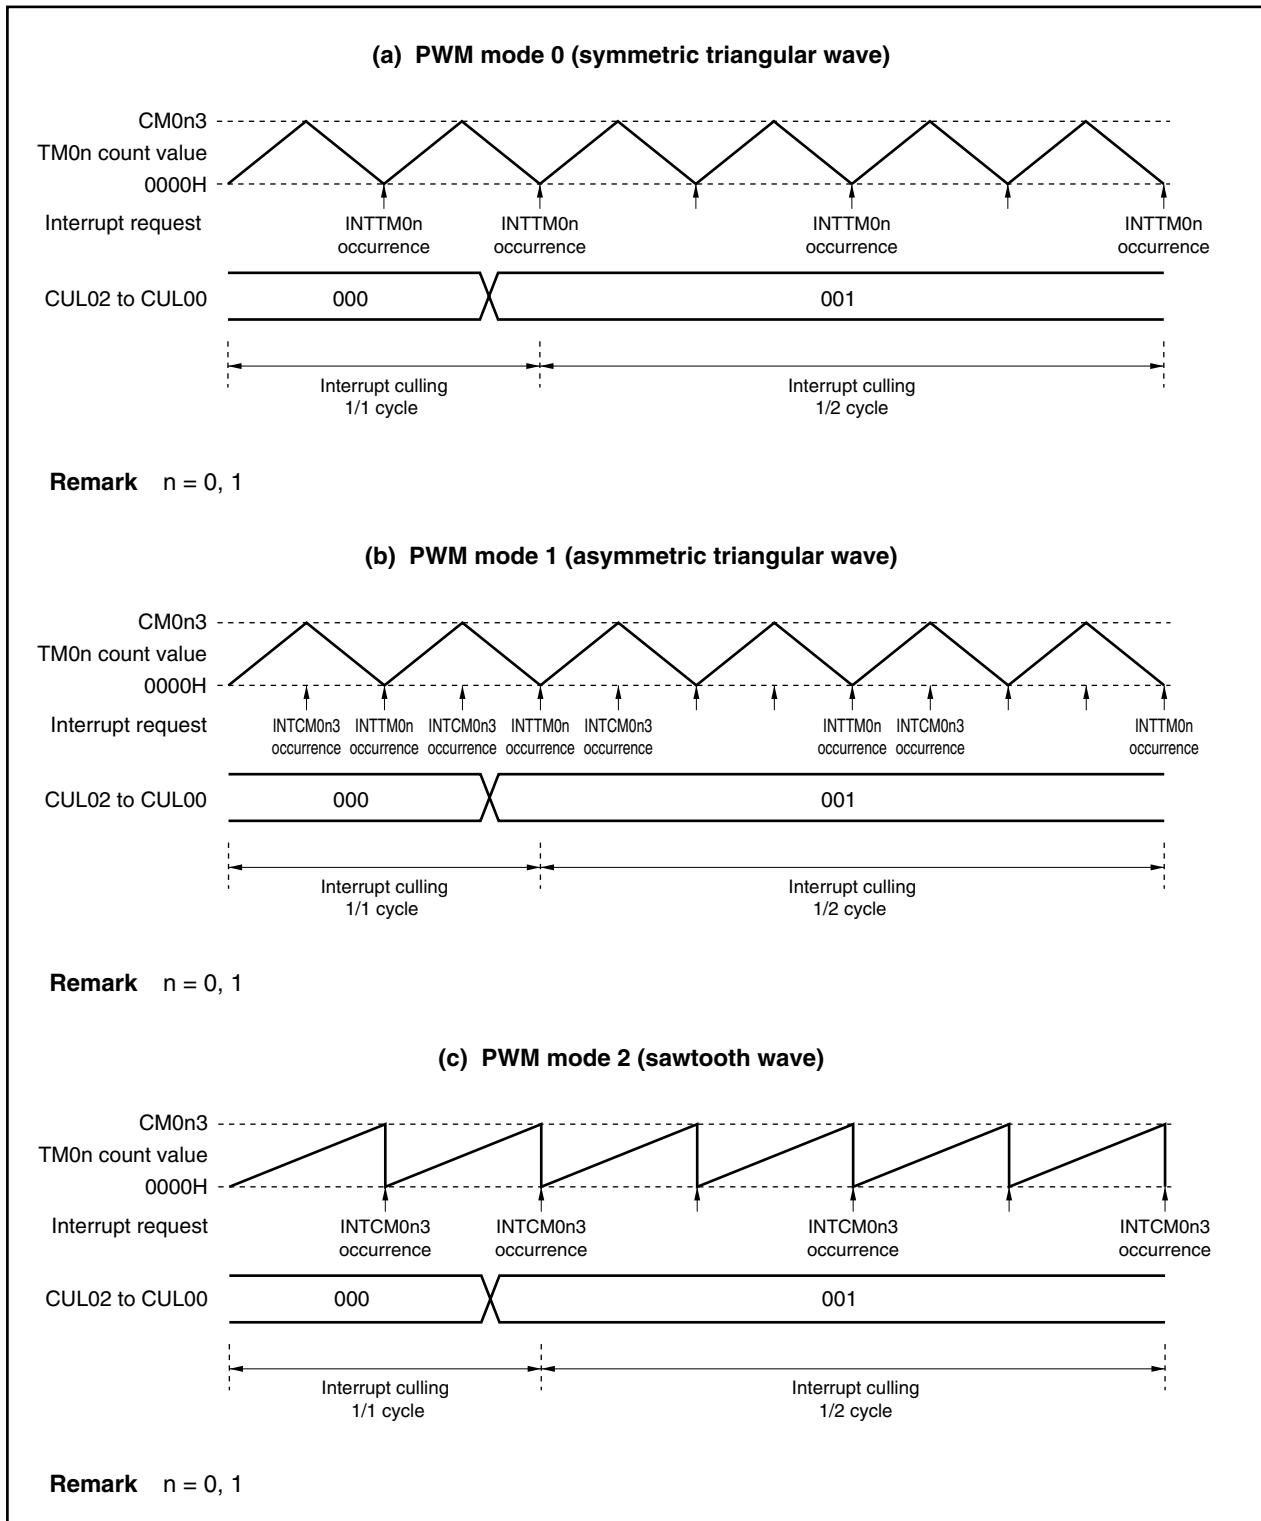 (a) PWM mode 0 (symmetric triangular wave)
CM0n3
TM0n count value
0000H
Interrupt request
INTTM0n occurrence
INTTM0n occurrence
INTTM0n occurrence
INTTM0n occurrence
CUL02 to CUL00
000
001
Interrupt culling
1/1 cycle
Interrupt culling
1/2 cycle
Remark n = 0, 1
(b) PWM mode 1 (asymmetric triangular wave)
CM0n3
TM0n count value
0000H
Interrupt request
INTCM0n3 occurrence
INTTM0n occurrence
INTCM0n3 occurrence
INTTM0n occurrence
INTCM0n3 occurrence
INTTM0n occurrence
INTCM0n3 occurrence
INTTM0n occurrence
CUL02 to CUL00
000
001
Interrupt culling
1/1 cycle
Interrupt culling
1/2 cycle
Remark n = 0, 1
(c) PWM mode 2 (sawtooth wave)
CM0n3
TM0n count value
0000H
Interrupt request
INTCM0n3 occurrence
INTCM0n3 occurrence
INTCM0n3 occurrence
INTCM0n3 occurrence
CUL02 to CUL00
000
001
Interrupt culling
1/1 cycle
Interrupt culling
1/2 cycle
Remark n = 0, 1